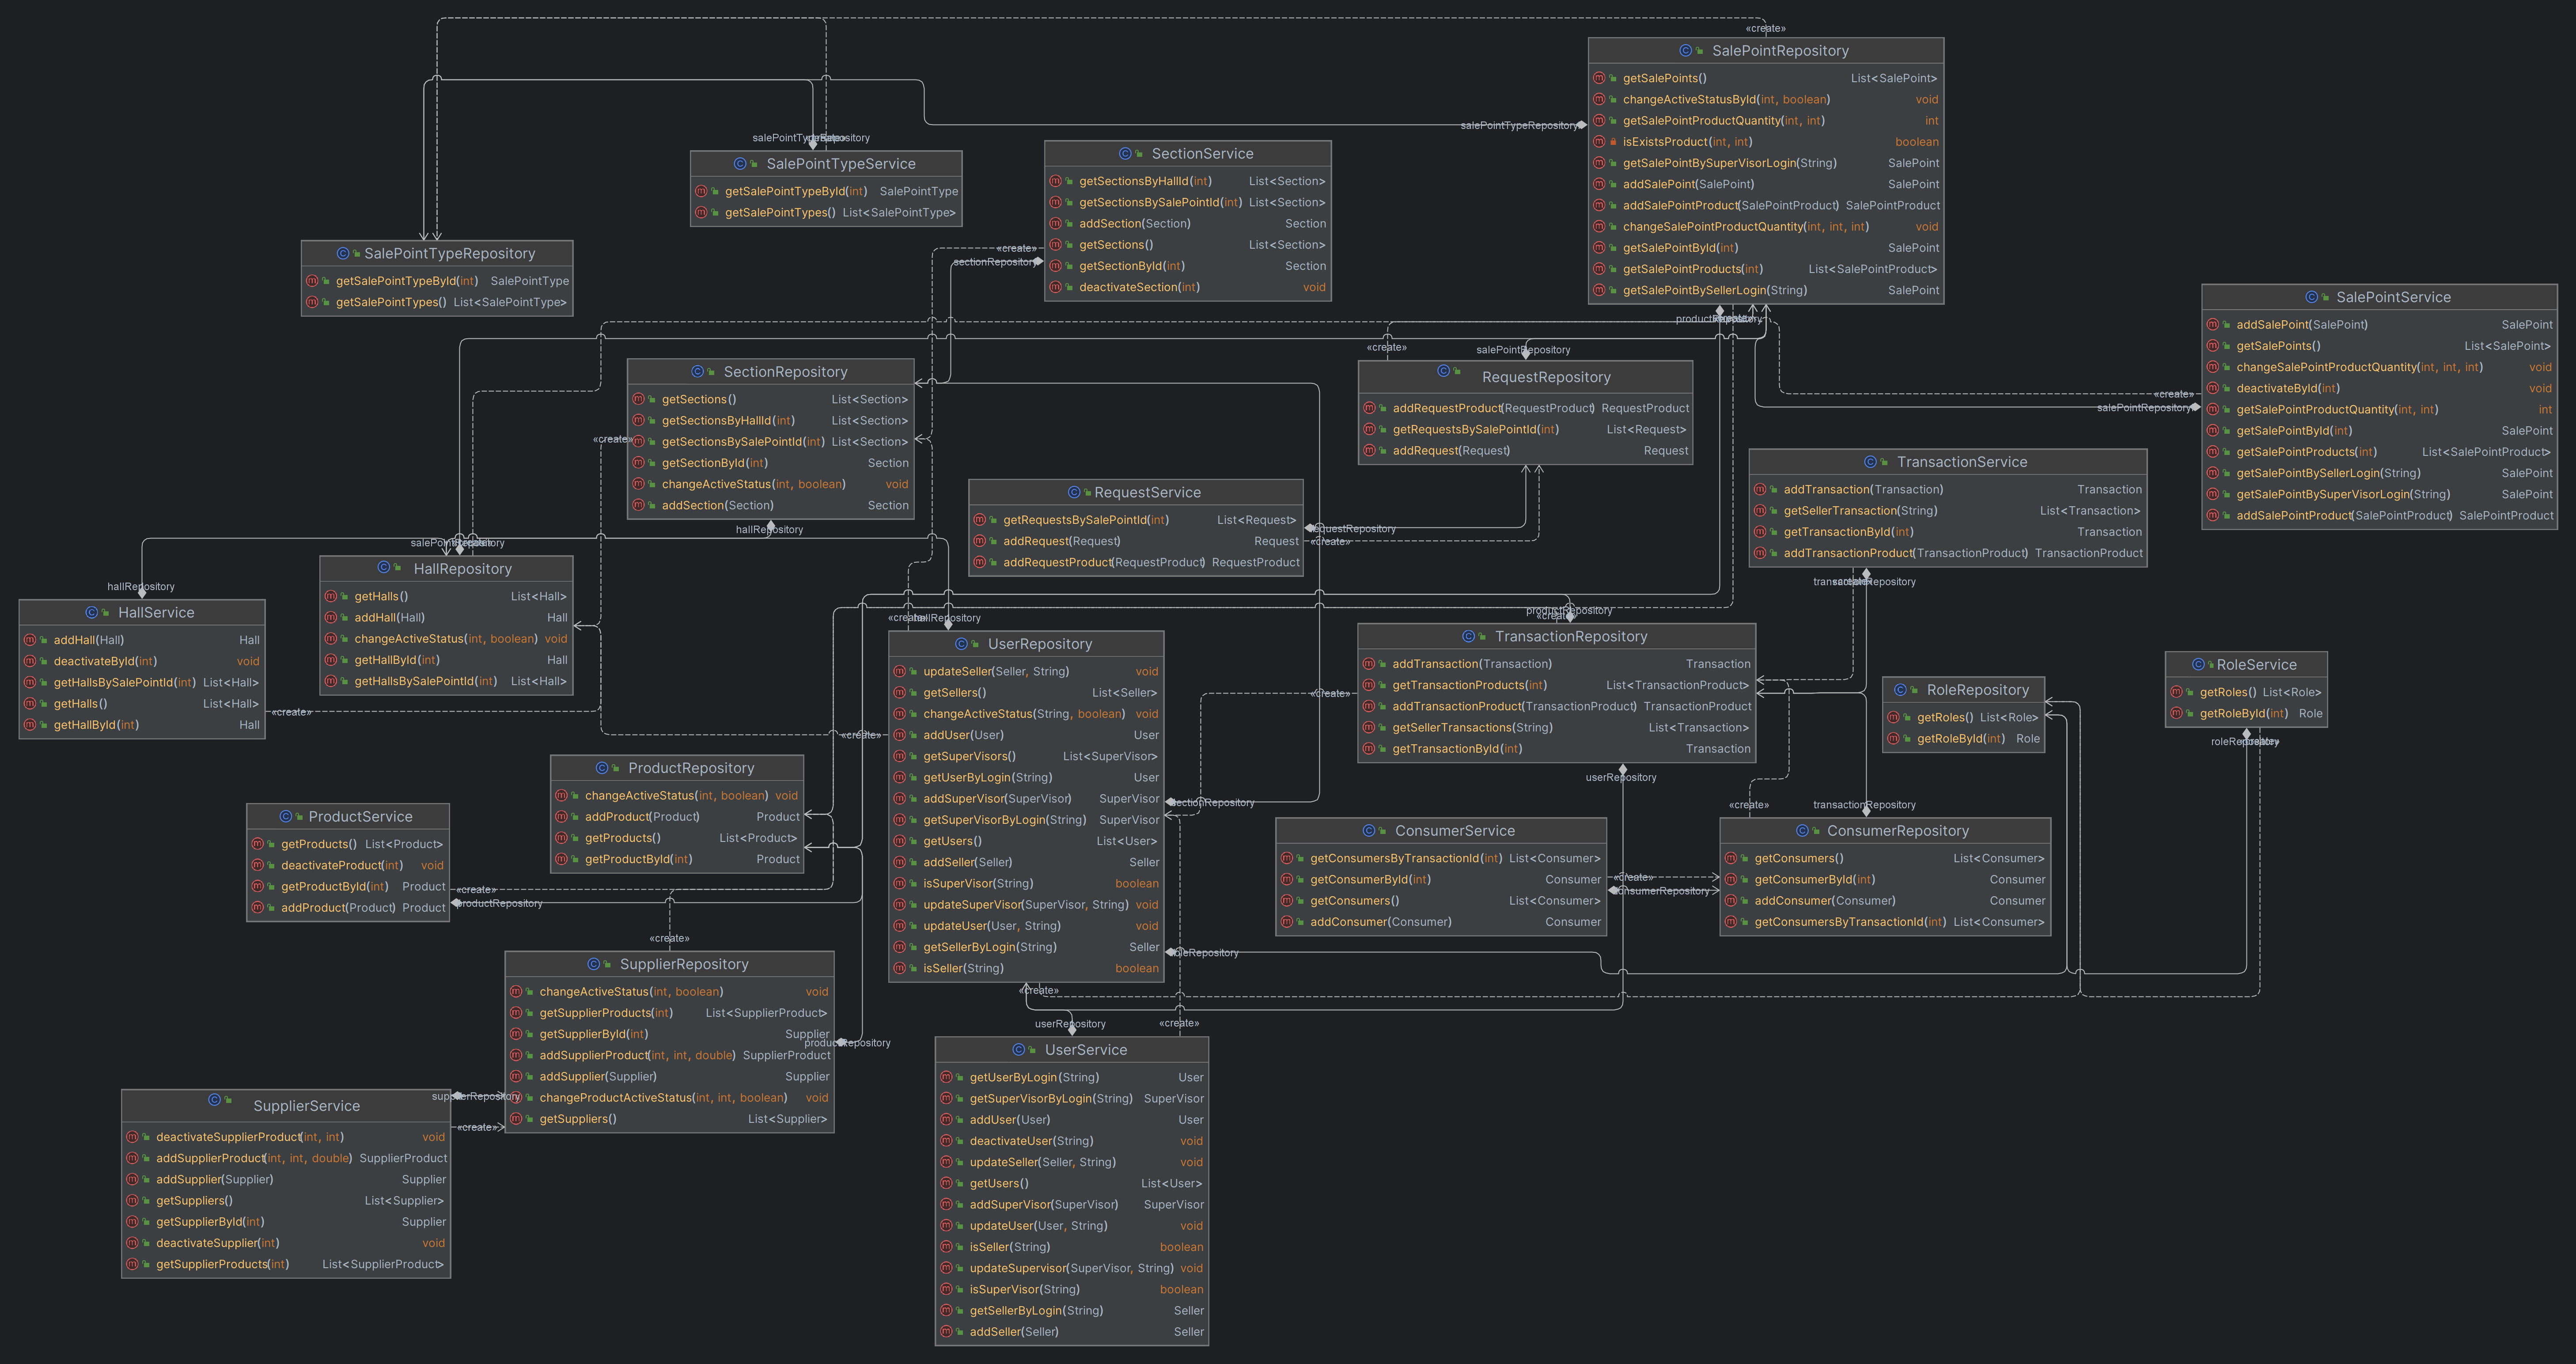 «create»
SalePointRepository
getSalePoints() List<SalePoint>
changeActiveStatusById(int, boolean) void
getSalePointProductQuantity(int, int) int
isExistsProduct(int, int) boolean
getSalePointBySuperVisorLogin(String) SalePoint
addSalePoint(SalePoint) SalePoint
addSalePointProduct(SalePointProduct) SalePointProduct
changeSalePointProductQuantity(int, int, int) void
getSalePointById(int) SalePoint
getSalePointProducts(int) List<SalePointProduct>
getSalePointBySellerLogin(String) SalePoint
salePointTypeRepository
SalePointTypeService
getSalePointTypeById(int) SalePointType
getSalePointTypes() List<SalePointType>
SectionService
getSectionsByHallId(int) List<Section>
getSectionsBySalePointId(int) List<Section>
addSection(Section) Section
getSections() List<Section>
getSectionById(int) Section
deactivateSection(int) void
«create»
sectionRepository
SalePointTypeRepository
getSalePointTypeById(int) SalePointType
getSalePointTypes() List<SalePointType>
SalePointService
addSalePoint(SalePoint) SalePoint
getSalePoints() List<SalePoint>
changeSalePointProductQuantity(int, int, int) void
deactivateById(int) void
getSalePointProductQuantity(int, int) int
getSalePointById(int) SalePoint
getSalePointProducts(int) List<SalePointProduct>
getSalePointBySellerLogin(String) SalePoint
getSalePointBySuperVisorLogin(String) SalePoint
addSalePointProduct(SalePointProduct) SalePointProduct
«create»
salePointRepository
«create»
salePointRepository
SectionRepository
getSections() List<Section>
getSectionsByHallId(int) List<Section>
getSectionsBySalePointId(int) List<Section>
getSectionById(int) Section
changeActiveStatus(int, boolean) void
addSection(Section) Section
«create»
hallRepository
RequestRepository
addRequestProduct(RequestProduct) RequestProduct
getRequestsBySalePointId(int) List<Request>
addRequest(Request) Request
RequestService
getRequestsBySalePointId(int) List<Request>
addRequest(Request) Request
addRequestProduct(RequestProduct) RequestProduct
requestRepository
«create»
TransactionService
addTransaction(Transaction) Transaction
getSellerTransaction(String) List<Transaction>
getTransactionById(int) Transaction
addTransactionProduct(TransactionProduct) TransactionProduct
HallRepository
getHalls() List<Hall>
addHall(Hall) Hall
changeActiveStatus(int, boolean) void
getHallById(int) Hall
getHallsBySalePointId(int) List<Hall>
hallRepository
HallService
addHall(Hall) Hall
deactivateById(int) void
getHallsBySalePointId(int) List<Hall>
getHalls() List<Hall>
getHallById(int) Hall
«create»
UserRepository
updateSeller(Seller, String) void
getSellers() List<Seller>
changeActiveStatus(String, boolean) void
addUser(User) User
getSuperVisors() List<SuperVisor>
getUserByLogin(String) User
addSuperVisor(SuperVisor) SuperVisor
getSuperVisorByLogin(String) SuperVisor
getUsers() List<User>
addSeller(Seller) Seller
isSuperVisor(String) boolean
updateSuperVisor(SuperVisor, String) void
updateUser(User, String) void
getSellerByLogin(String) Seller
isSeller(String) boolean
«create»
sectionRepository
roleRepository
«create»
productRepository
«create»
TransactionRepository
addTransaction(Transaction) Transaction
getTransactionProducts(int) List<TransactionProduct>
addTransactionProduct(TransactionProduct) TransactionProduct
getSellerTransactions(String) List<Transaction>
getTransactionById(int) Transaction
«create»
userRepository
RoleRepository
getRoles() List<Role>
getRoleById(int) Role
RoleService
getRoles() List<Role>
getRoleById(int) Role
roleRepository
«create»
ProductRepository
changeActiveStatus(int, boolean) void
addProduct(Product) Product
getProducts() List<Product>
getProductById(int) Product
ProductService
getProducts() List<Product>
deactivateProduct(int) void
getProductById(int) Product
addProduct(Product) Product
«create»
productRepository
ConsumerService
getConsumersByTransactionId(int) List<Consumer>
getConsumerById(int) Consumer
getConsumers() List<Consumer>
addConsumer(Consumer) Consumer
«create»
consumerRepository
«create»
transactionRepository
ConsumerRepository
getConsumers() List<Consumer>
getConsumerById(int) Consumer
addConsumer(Consumer) Consumer
getConsumersByTransactionId(int) List<Consumer>
«create»
SupplierRepository
changeActiveStatus(int, boolean) void
getSupplierProducts(int) List<SupplierProduct>
getSupplierById(int) Supplier
addSupplierProduct(int, int, double) SupplierProduct
addSupplier(Supplier) Supplier
changeProductActiveStatus(int, int, boolean) void
getSuppliers() List<Supplier>
productRepository
SupplierService
deactivateSupplierProduct(int, int) void
addSupplierProduct(int, int, double) SupplierProduct
addSupplier(Supplier) Supplier
getSuppliers() List<Supplier>
getSupplierById(int) Supplier
deactivateSupplier(int) void
getSupplierProducts(int) List<SupplierProduct>
supplierRepository
«create»
userRepository
«create»
UserService
getUserByLogin(String) User
getSuperVisorByLogin(String) SuperVisor
addUser(User) User
deactivateUser(String) void
updateSeller(Seller, String) void
getUsers() List<User>
addSuperVisor(SuperVisor) SuperVisor
updateUser(User, String) void
isSeller(String) boolean
updateSupervisor(SuperVisor, String) void
isSuperVisor(String) boolean
getSellerByLogin(String) Seller
addSeller(Seller) Seller